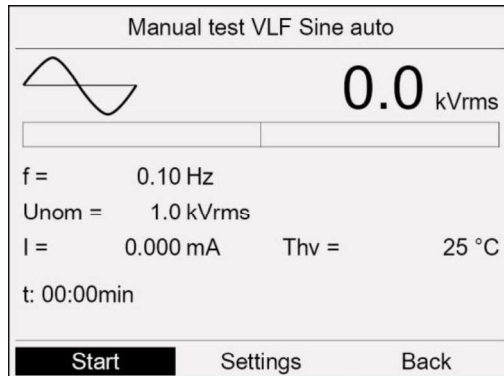 Manual test VLF Sine auto
0.0 kVrms
f = 0.10 Hz
Unom = 1.0 kVrms
I = 0.000 mA Thv = 25 °C
t: 00:00min
Start Settings Back